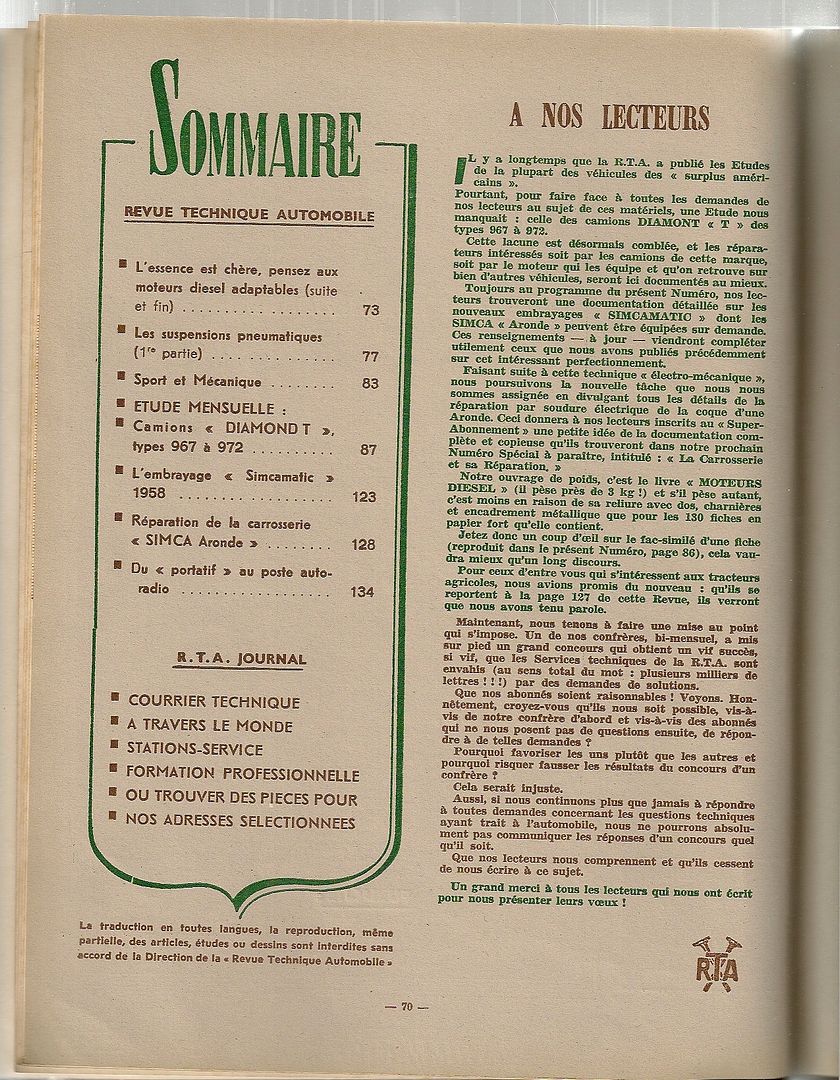 SOMMAIRE
REVUE TECHNIQUE AUTOMOBILE
■ L'essence est chère, pensez aux
moteurs diesel adaptables (suite
et fin) . . . . . . . . . . . . . . . . . . 73
■ Les suspensions pneumatiques
(1re partie) . . . . . . . . . . . . . . 77
■ Sport et Mécanique . . . . . . . . 83
■ ETUDE MENSUELLE :
■ Camions « DIAMOND T »,
types 967 à 972 . . . . . . . . . . 87
■ L'embrayage « Simcamatic »
1958 . . . . . . . . . . . . . . . . . . 123
■ Réparation de la carrosserie
« SIMCA Aronde » . . . . . . . . 128
■ Du « portatif » au poste auto-
radio . . . . . . . . . . . . . . . . . . 134
R.T.A. JOURNAL
■ COURRIER TECHNIQUE
■ A TRAVERS LE MONDE
■ STATIONS-SERVICE
■ FORMATION PROFESSIONNELLE
■ OU TROUVER DES PIECES POUR
■ NOS ADRESSES SELECTIONNEES
La traduction en toutes langues, la reproduction, même
partielle, des articles, études ou dessins sont interdites sans
accord de la Direction de la « Revue Technique Automobile »
A NOS LECTEURS
IL y a longtemps que la R.T.A. a publié les Etudes
de la plupart des véhicules des « surplus améri-
cains ».
Pourtant, pour faire face à toutes les demandes de
nos lecteurs au sujet de ces matériels, une Etude nous
manquait : celle des camions DIAMONT « T » des
types 967 à 972.
Cette lacune est désormais comblée, et les répara-
teurs intéressés soit par les camions de cette marque,
soit par le moteur qui les équipe et qu'on retrouve sur
bien d'autres véhicules, seront ici documentés au mieux.
Toujours au programme du présent Numéro, nos lec-
teurs trouveront une documentation détaillée sur les
nouveaux embrayages « SIMCAMATIC » dont les
SIMCA « Aronde » peuvent être équipées sur demande.
Ces renseignements — à jour — viendront compléter
utilement ceux que nous avons publiés précédemment
sur cet intéressant perfectionnement.
Faisant suite à cette technique « électro-mécanique »,
nous poursuivons la nouvelle tâche que nous nous
sommes assignée en divulgant tous les détails de la
réparation par soudure électrique de la coque d'une
Aronde. Ceci donnera à nos lecteurs inscrits au « Super-
Abonnement » une petite idée de la documentation com-
plète et copieuse qu'ils trouveront dans notre prochain
Numéro Spécial à paraître, intitulé : « La Carrosserie
et sa Réparation. »
Notre ouvrage de poids, c'est le livre « MOTEURS
DIESEL » (il pèse près de 3 kg !) et s'il pèse autant,
c'est moins en raison de sa reliure avec dos, charnières
et encadrement métallique que pour les 130 fiches en
papier fort qu'elle contient.
Jetez donc un coup d'œil sur le fac-similé d'une fiche
(reproduit dans le présent Numéro, page 86), cela vau-
dra mieux qu'un long discours.
Pour ceux d'entre vous qui s'intéressent aux tracteurs
agricoles, nous avions promis du nouveau : qu'ils se
reportent à la page 127 de cette Revue, ils verront
que nous avons tenu parole.
Maintenant, nous tenons à faire une mise au point
qui s'impose. Un de nos confrères, bi-mensuel, a mis
sur pied un grand concours qui obtient un vif succès,
si vif, que les Services techniques de la R.T.A. sont
envahis (au sens total du mot : plusieurs milliers de
lettres ! ! !) par des demandes de solutions.
Que nos abonnés soient raisonnables ! Voyons. Hon-
nêtement, croyez-vous qu'ils nous soit possible, vis-à-
vis de notre confrère d'abord et vis-à-vis des abonnés
qui ne nous posent pas de questions ensuite, de répon-
dre à de telles demandes ?
Pourquoi favoriser les uns plutôt que les autres et
pourquoi risquer fausser les résultats du concours d'un
confrère ?
Cela serait injuste.
Aussi, si nous continuons plus que jamais à répondre
à toutes demandes concernant les questions techniques
ayant trait à l'automobile, nous ne pourrons absolu-
ment pas communiquer les réponses d'un concours quel
qu'il soit.
Que nos lecteurs nous comprennent et qu'ils cessent
de nous écrire à ce sujet.
Un grand merci à tous les lecteurs qui nous ont écrit
pour nous présenter leurs vœux !
RTA
— 70 —